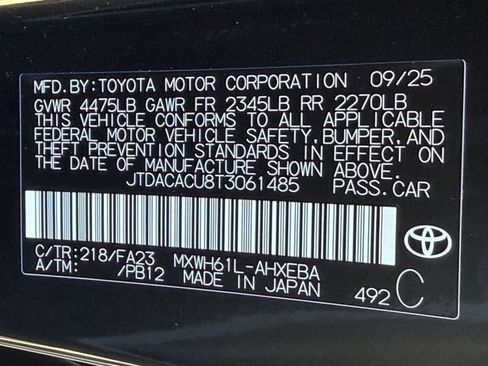 MFD.BY:TOYOTA MOTOR CORPORATION 09/25
GVWR 4475LB GAWR FR 2345LB RR 2270LB
THIS VEHICLE CONFORMS TO ALL APPLICABLE
FEDERAL MOTOR VEHICLE SAFETY, BUMPER, AND
THEFT PREVENTION STANDARDS IN EFFECT ON
THE DATE OF MANUFACTURE SHOWN ABOVE.
JTDACACU8T3061485 PASS.CAR
C/TR:218/FA23 MXWH61L-AHXEBA
A/TM: /PB12 MADE IN JAPAN
492 C